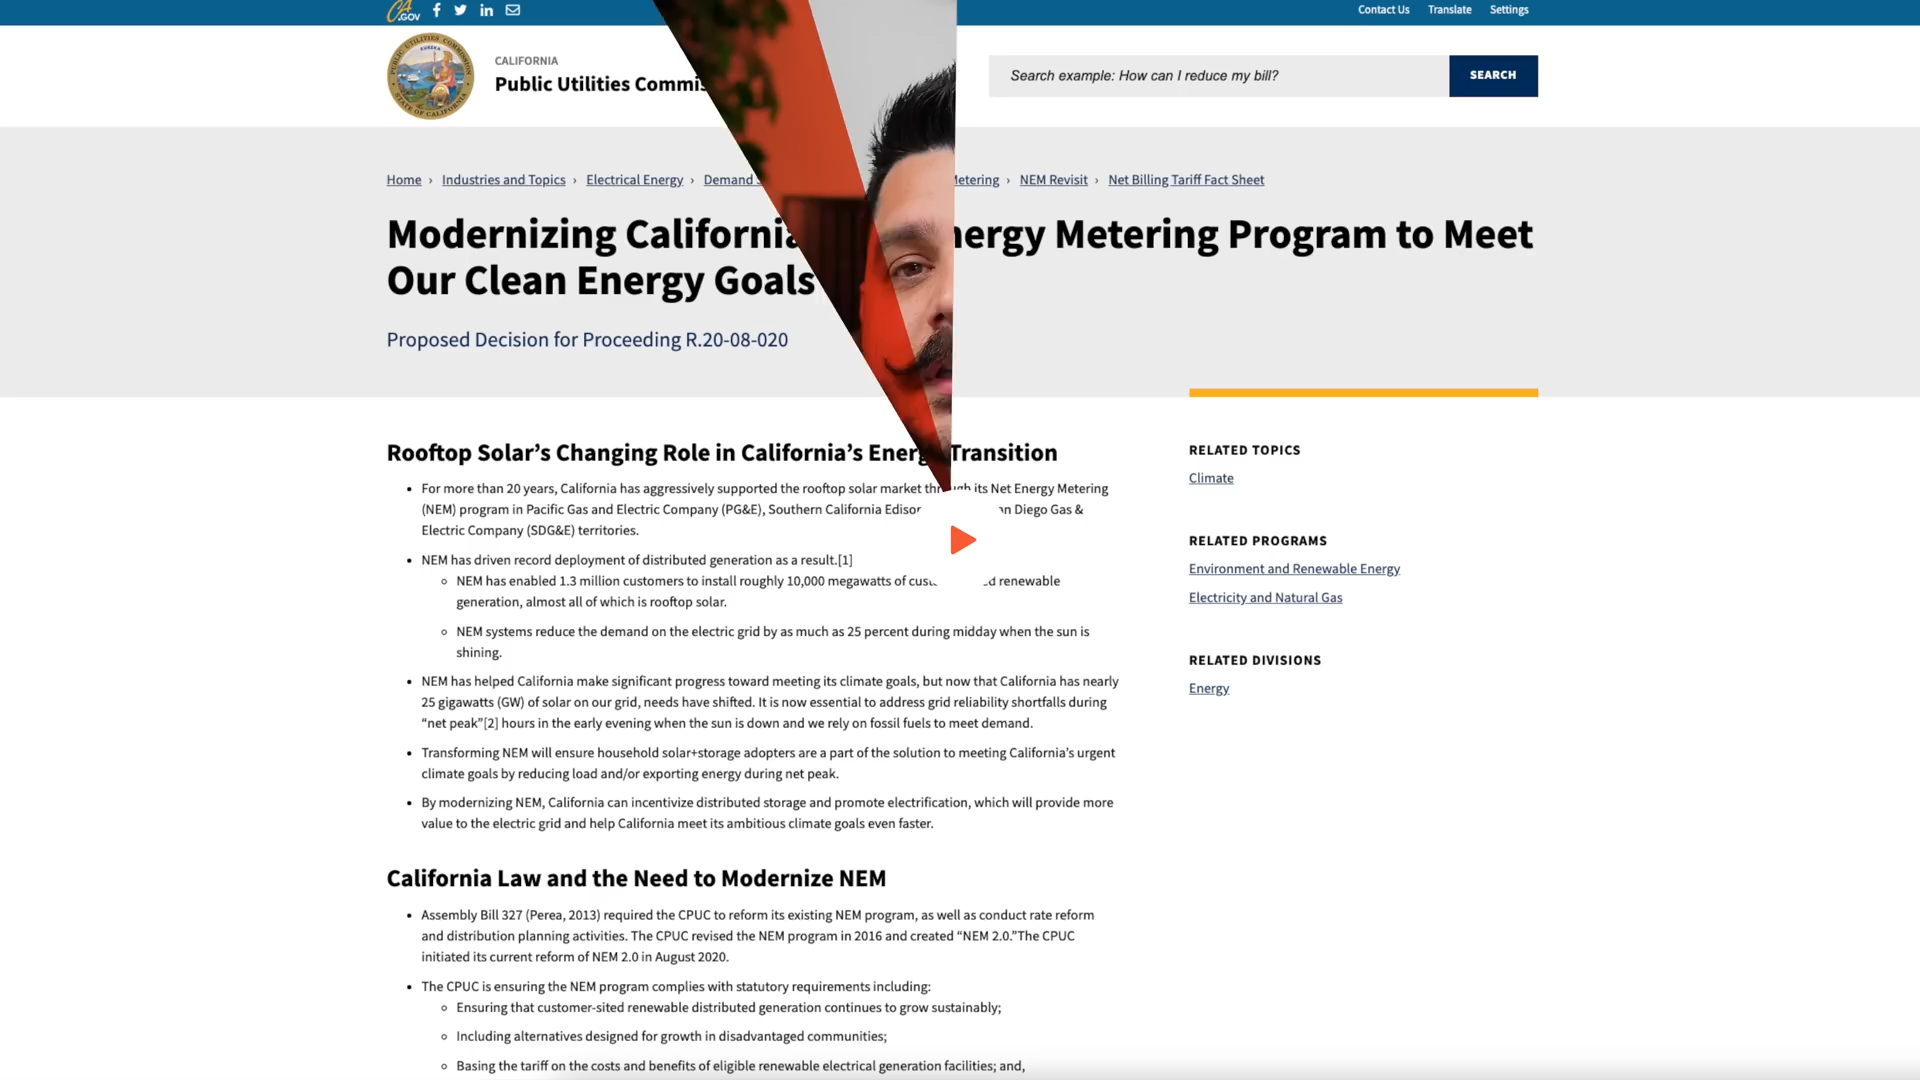 CA.GOV
Contact Us Translate Settings
PUBLIC UTILITIES COMMISSION
EUREKA
STATE OF CALIFORNIA
CALIFORNIA
Public Utilities
Search example: How can I reduce my bill?
SEARCH
Home › Industries and Topics › Electrical Energy › Demand › NEM Revisit › Net Billing Tariff Fact Sheet
Modernizing Metering Program to Meet
Our Clean Energy Goals
Proposed Decision for Proceeding R.20-08-020
Rooftop Solar’s Changing Role in California’s Energy Transition
• For more than 20 years, California has aggressively supported the rooftop solar market through its Net Energy Metering
(NEM) program in Pacific Gas and Electric Company (PG&E), Southern California Diego Gas &
Electric Company (SDG&E) territories.
• NEM has driven record deployment of distributed generation as a result.[1]
○ NEM has enabled 1.3 million customers to install roughly 10,000 megawatts of renewable
generation, almost all of which is rooftop solar.
○ NEM systems reduce the demand on the electric grid by as much as 25 percent during midday when the sun is
shining.
• NEM has helped California make significant progress toward meeting its climate goals, but now that California has nearly
25 gigawatts (GW) of solar on our grid, needs have shifted. It is now essential to address grid reliability shortfalls during
“net peak”[2] hours in the early evening when the sun is down and we rely on fossil fuels to meet demand.
• Transforming NEM will ensure household solar+storage adopters are a part of the solution to meeting California’s urgent
climate goals by reducing load and/or exporting energy during net peak.
• By modernizing NEM, California can incentivize distributed storage and promote electrification, which will provide more
value to the electric grid and help California meet its ambitious climate goals even faster.
California Law and the Need to Modernize NEM
• Assembly Bill 327 (Perea, 2013) required the CPUC to reform its existing NEM program, as well as conduct rate reform
and distribution planning activities. The CPUC revised the NEM program in 2016 and created “NEM 2.0.”The CPUC
initiated its current reform of NEM 2.0 in August 2020.
• The CPUC is ensuring the NEM program complies with statutory requirements including:
○ Ensuring that customer-sited renewable distributed generation continues to grow sustainably;
○ Including alternatives designed for growth in disadvantaged communities;
○ Basing the tariff on the costs and benefits of eligible renewable electrical generation facilities; and,
RELATED TOPICS
Climate
RELATED PROGRAMS
Environment and Renewable Energy
Electricity and Natural Gas
RELATED DIVISIONS
Energy